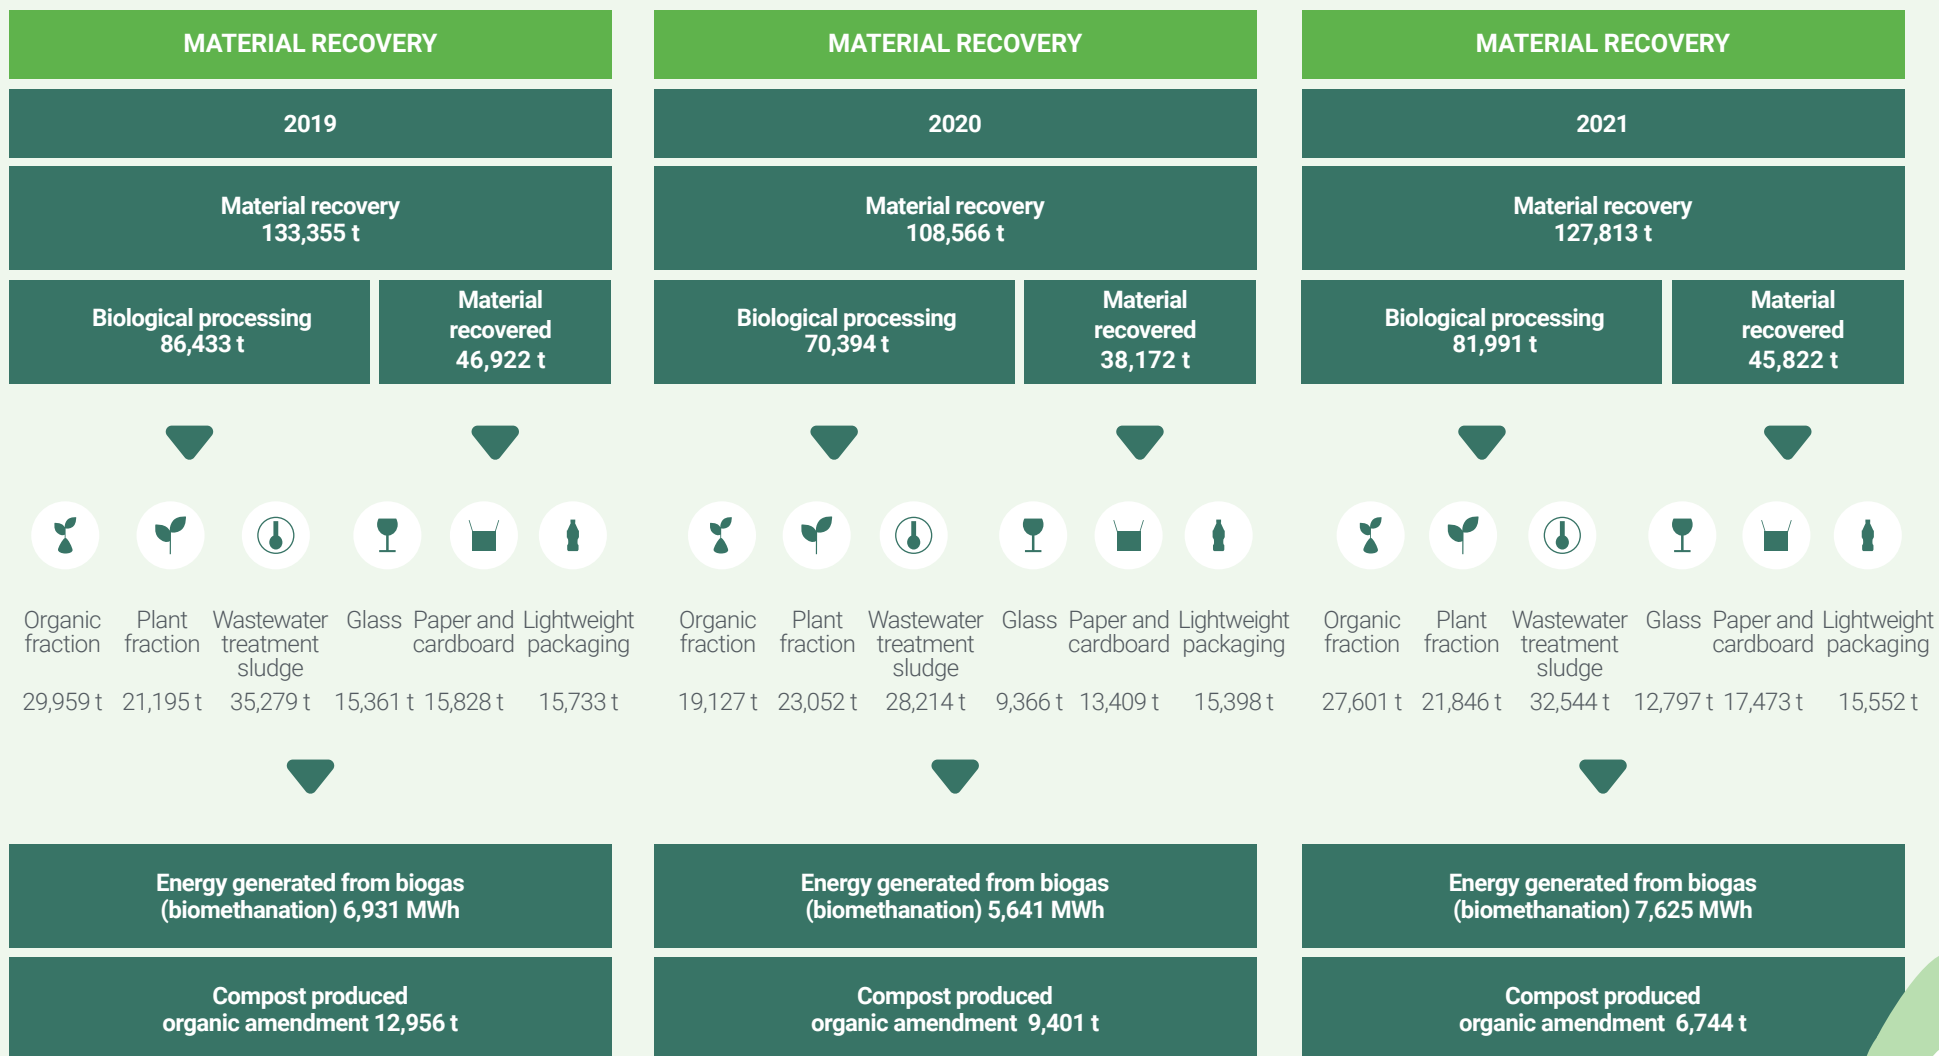 MATERIAL RECOVERY
2019
Material recovery
133,355 t
Biological processing
86,433 t
Material
recovered
46,922 t
Organic
fraction
29,959 t
Plant
fraction
21,195 t
Wastewater
treatment
sludge
35,279 t
Glass
15,361 t
Paper and
cardboard
15,828 t
Lightweight
packaging
15,733 t
Energy generated from biogas
(biomethanation) 6,931 MWh
Compost produced
organic amendment 12,956 t
MATERIAL RECOVERY
2020
Material recovery
108,566 t
Biological processing
70,394 t
Material
recovered
38,172 t
Organic
fraction
19,127 t
Plant
fraction
23,052 t
Wastewater
treatment
sludge
28,214 t
Glass
9,366 t
Paper and
cardboard
13,409 t
Lightweight
packaging
15,398 t
Energy generated from biogas
(biomethanation) 5,641 MWh
Compost produced
organic amendment 9,401 t
MATERIAL RECOVERY
2021
Material recovery
127,813 t
Biological processing
81,991 t
Material
recovered
45,822 t
Organic
fraction
27,601 t
Plant
fraction
21,846 t
Wastewater
treatment
sludge
32,544 t
Glass
12,797 t
Paper and
cardboard
17,473 t
Lightweight
packaging
15,552 t
Energy generated from biogas
(biomethanation) 7,625 MWh
Compost produced
organic amendment 6,744 t